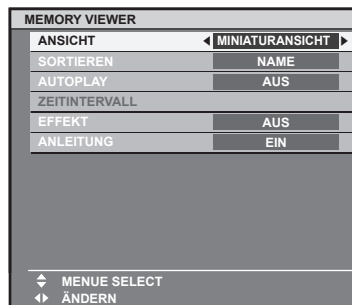 MEMORY VIEWER
ANSICHT MINIATURANSICHT
SORTIEREN NAME
AUTOPLAY AUS
ZEITINTERVALL
EFFEKT AUS
ANLEITUNG EIN
MENUE SELECT
ÄNDERN